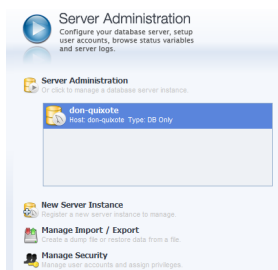 Server Administration
Configure your database server, setup
user accounts, browse status variables
and server logs.
Server Administration
Or click to manage a database server instance.
don-quixote
Host: don-quixote Type: DB Only
New Server Instance
Register a new server instance to manage.
Manage Import / Export
Create a dump file or restore data from a file.
Manage Security
Manage user accounts and assign privileges.